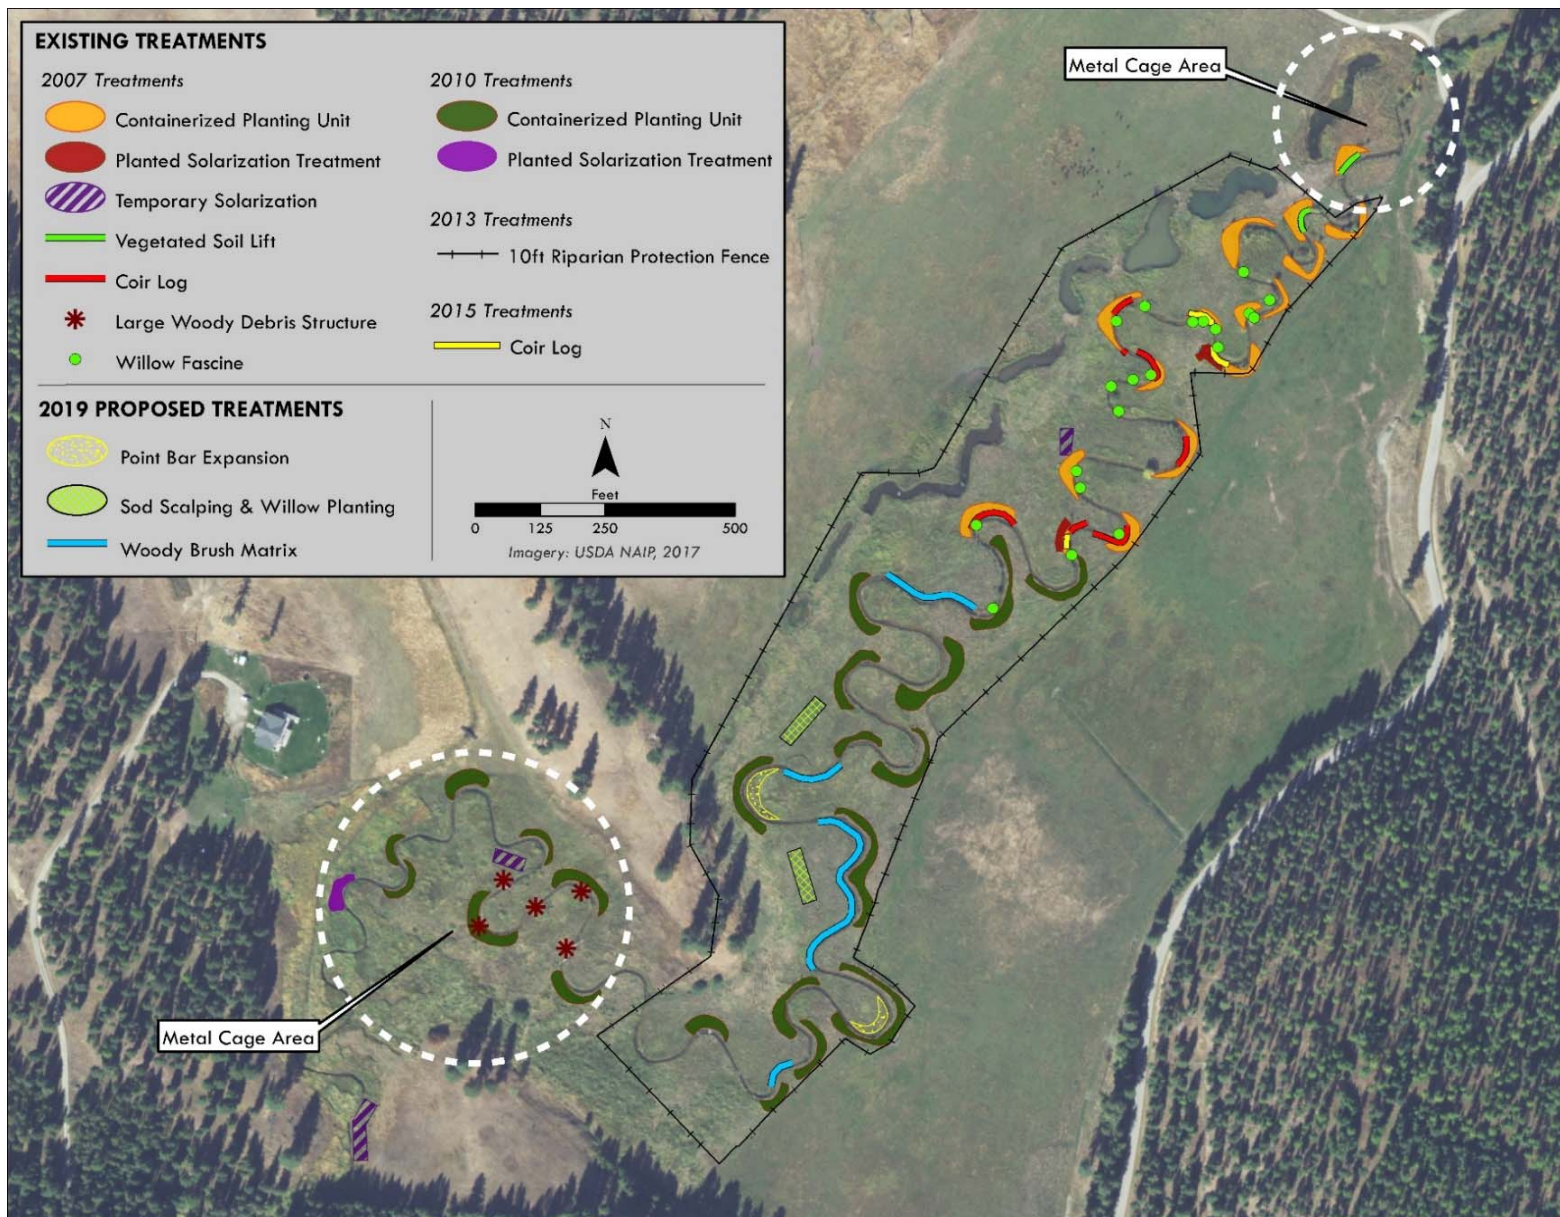 EXISTING TREATMENTS
2007 Treatments
Containerized Planting Unit
Planted Solarization Treatment
Temporary Solarization
Vegetated Soil Lift
Coir Log
Large Woody Debris Structure
Willow Fascine
2010 Treatments
Containerized Planting Unit
Planted Solarization Treatment
2013 Treatments
10ft Riparian Protection Fence
2015 Treatments
Coir Log
2019 PROPOSED TREATMENTS
Point Bar Expansion
Sod Scalping & Willow Planting
Woody Brush Matrix
N
Feet
0 125 250 500
Imagery: USDA NAIP, 2017
Metal Cage Area
Metal Cage Area